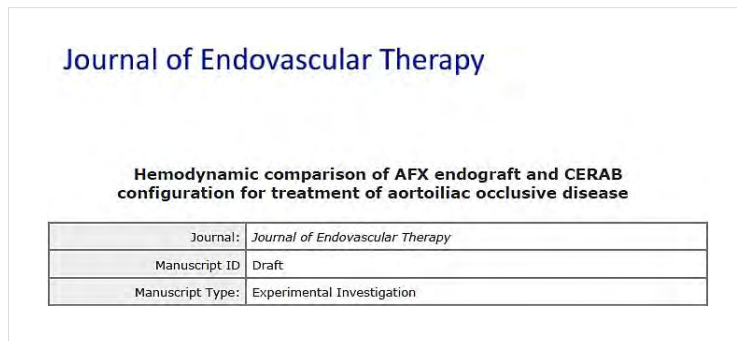 Journal of Endovascular Therapy
Hemodynamic comparison of AFX endograft and CERAB
configuration for treatment of aortoiliac occlusive disease
Journal: Journal of Endovascular Therapy
Manuscript ID Draft
Manuscript Type: Experimental Investigation